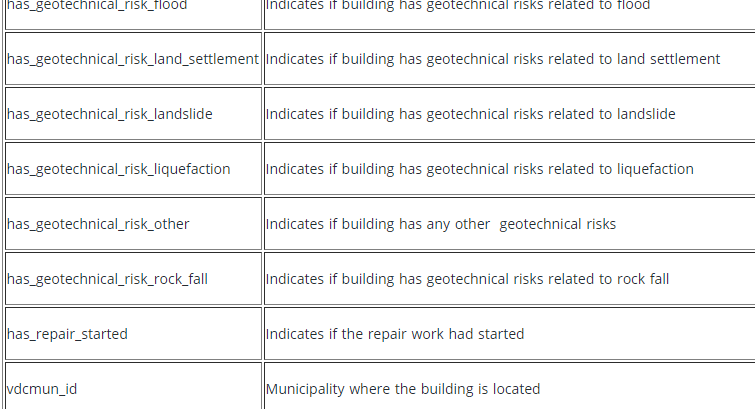 has_geotechnical_risk_flood Indicates if building has geotechnical risks related to flood
has_geotechnical_risk_land_settlement Indicates if building has geotechnical risks related to land settlement
has_geotechnical_risk_landslide Indicates if building has geotechnical risks related to landslide
has_geotechnical_risk_liquefaction Indicates if building has geotechnical risks related to liquefaction
has_geotechnical_risk_other Indicates if building has any other  geotechnical risks
has_geotechnical_risk_rock_fall Indicates if building has geotechnical risks related to rock fall
has_repair_started Indicates if the repair work had started
vdcmun_id Municipality where the building is located